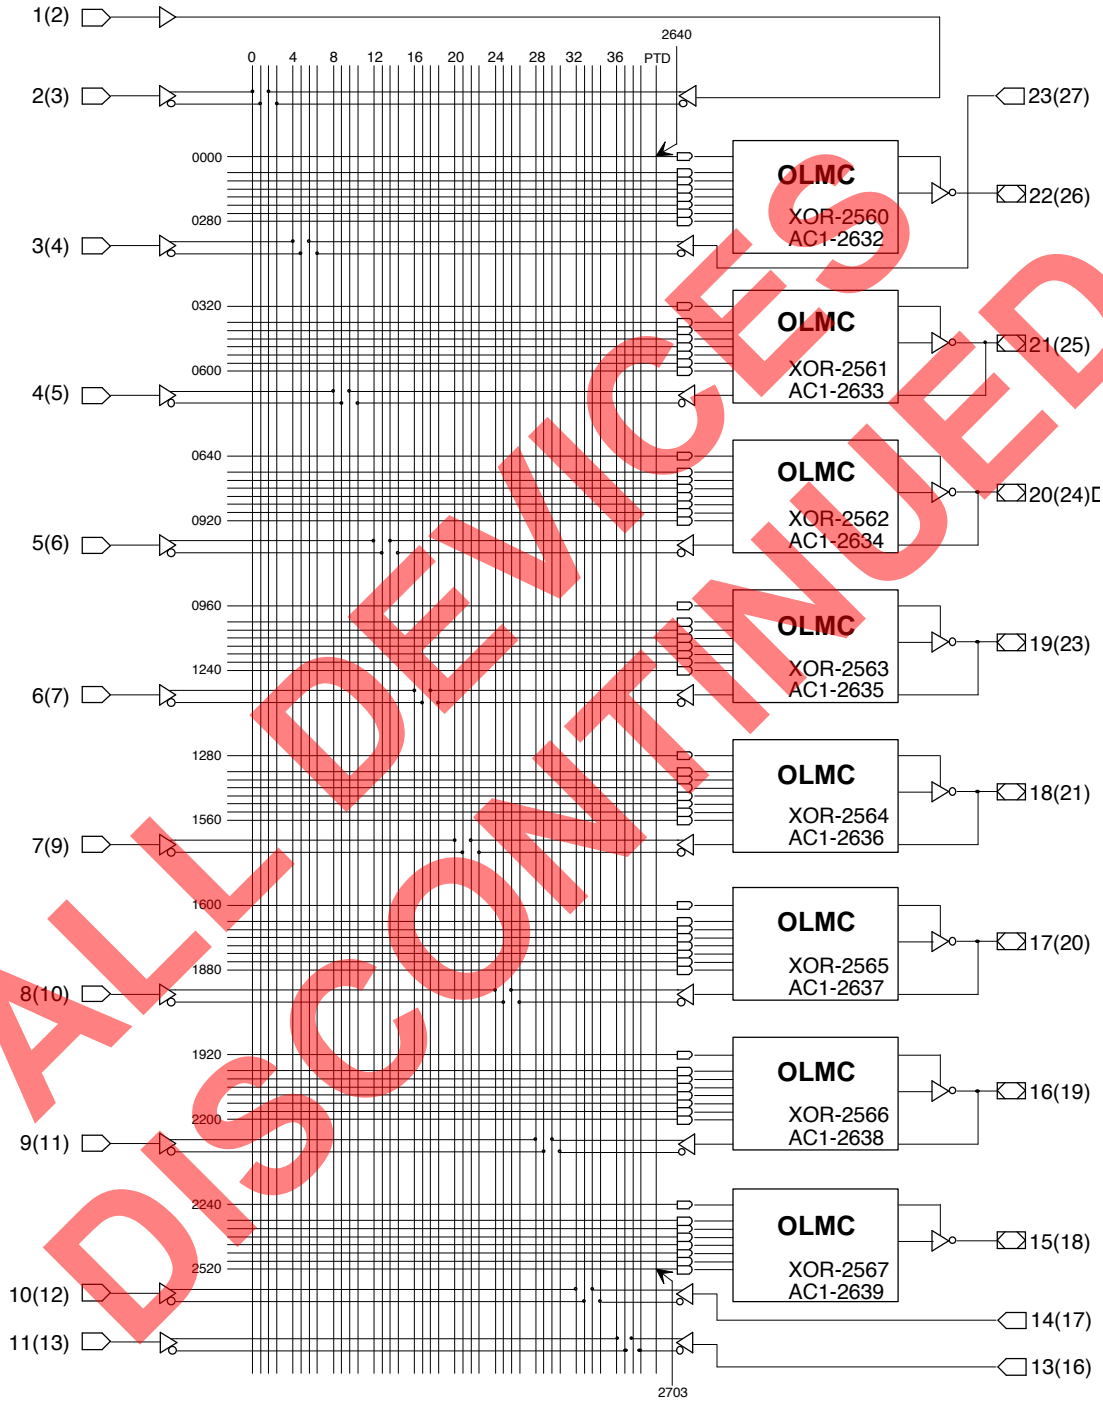 1(2)
2640
0 4 8 12 16 20 24 28 32 36 PTD
2(3)
23(27)
0000
OLMC
22(26)
XOR-2560
0280
AC1-2632
3(4)
0320
OLMC
21(25)
XOR-2561
0600
AC1-2633
4(5)
0640
OLMC
20(24)D
XOR-2562
0920
AC1-2634
5(6)
0960
OLMC
19(23)
XOR-2563
1240
AC1-2635
6(7)
1280
OLMC
18(21)
XOR-2564
1560
AC1-2636
7(9)
1600
OLMC
17(20)
XOR-2565
1880
AC1-2637
8(10)
1920
OLMC
16(19)
XOR-2566
2200
AC1-2638
9(11)
2240
OLMC
15(18)
XOR-2567
2520
AC1-2639
10(12)
14(17)
11(13)
13(16)
2703
ALL DEVICES
DISCONTINUED